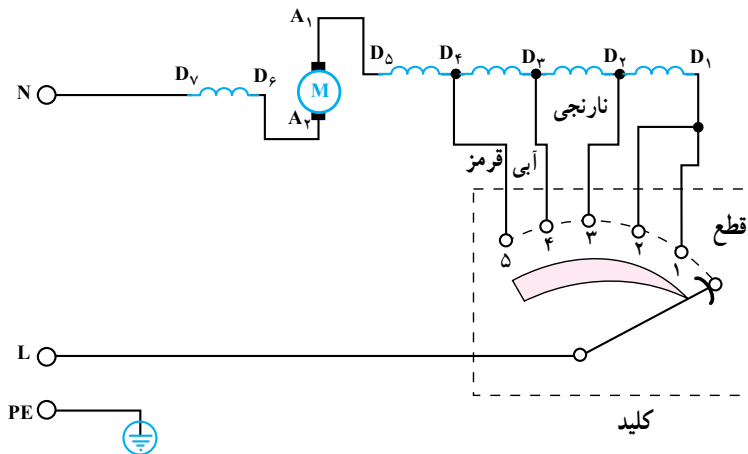 A۱
D۵ D۴ D۳ D۲ D۱
D۷ D۶
N
M
A۲
نارنجی
آبی
قرمز
قطع
۵ ۴ ۳ ۲ ۱
L
PE
کلید